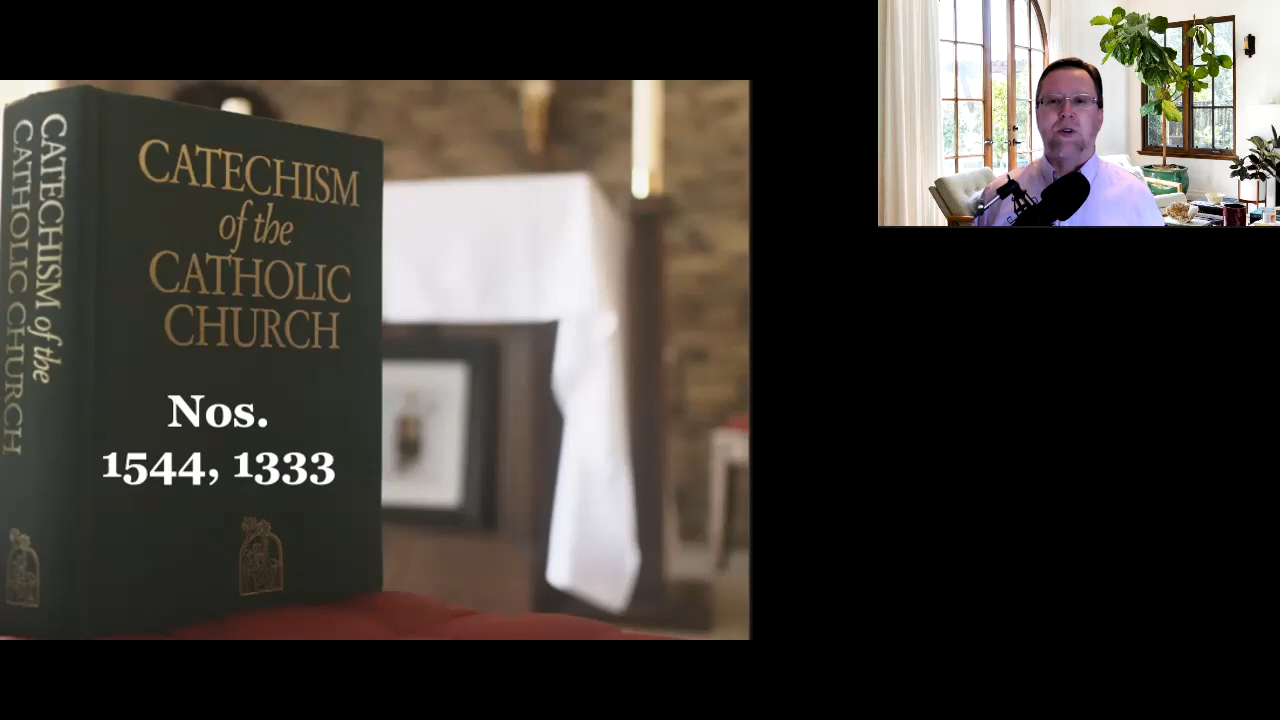 CATECHISM
of the
CATHOLIC
CHURCH
Nos.
1544, 1333
CATECHISM of the
CATHOLIC CHURCH